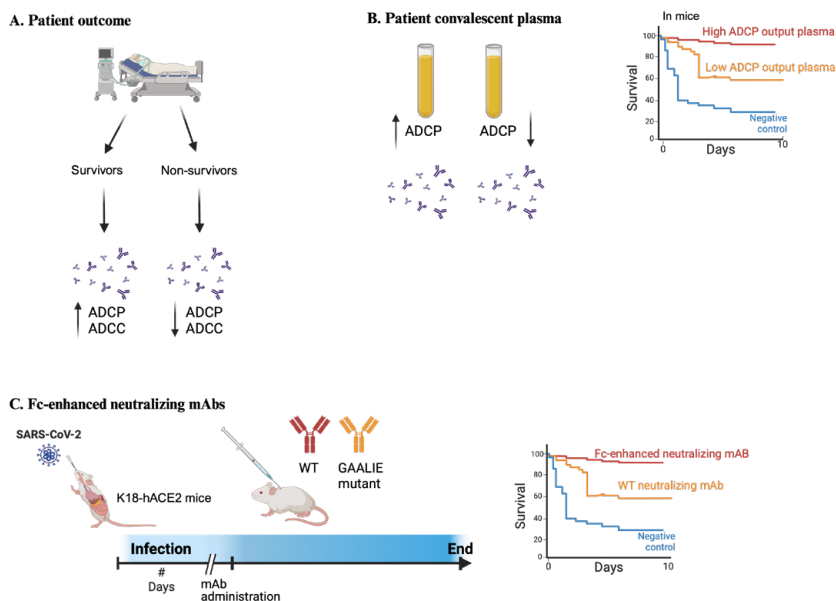 A. Patient outcome
Survivors
Non-survivors
ADCP
ADCC
ADCP
ADCC
B. Patient convalescent plasma
ADCP
ADCP
In mice
100
80
60
40
20
0
Survival
High ADCP output plasma
Low ADCP output plasma
Negative
control
0
Days
10
C. Fc-enhanced neutralizing mAbs
SARS-CoV-2
K18-hACE2 mice
WT
GAALIE
mutant
Infection
End
#
Days
mAb
administration
100
80
60
40
20
0
Survival
Fc-enhanced neutralizing mAB
WT neutralizing mAb
Negative
control
0
Days
10